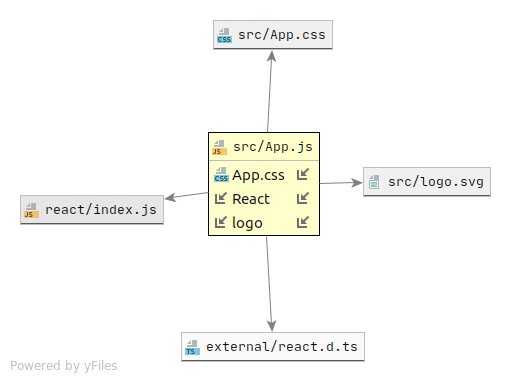 CSS src/App.css
JS src/App.js
CSS App.css
React
logo
src/logo.svg
JS react/index.js
TS external/react.d.ts
Powered by yFiles